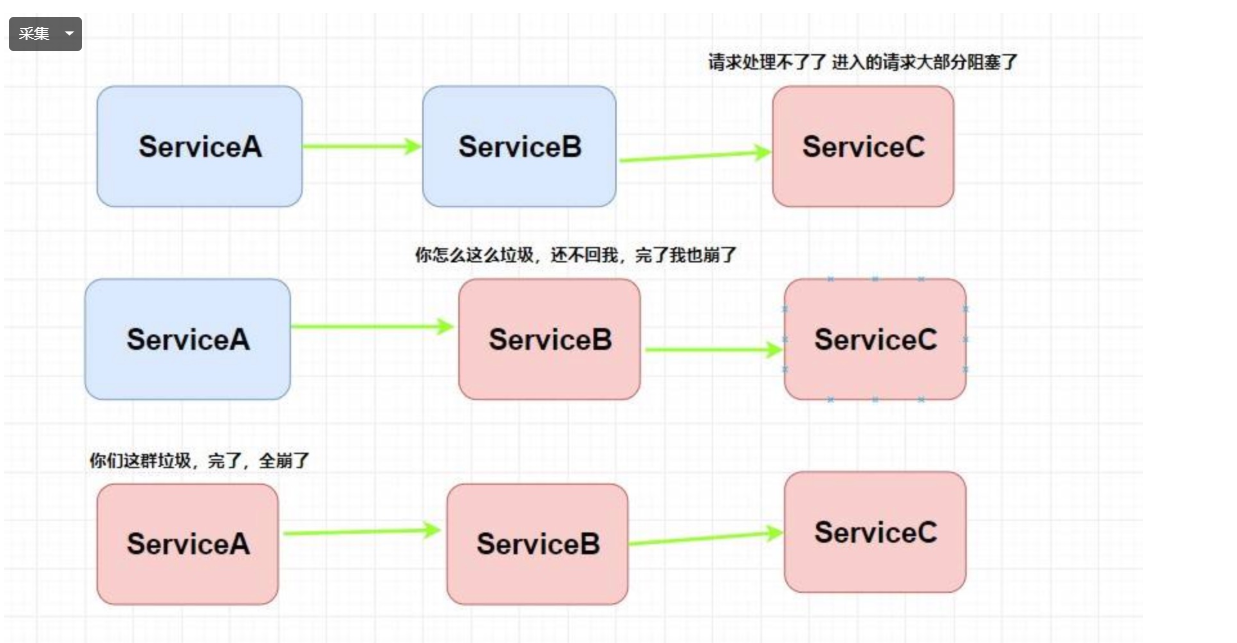 采集
请求处理不了了 进入的请求大部分阻塞了
ServiceA
ServiceB
ServiceC
你怎么这么垃圾，还不回我，完了我也崩了
ServiceA
ServiceB
ServiceC
你们这群垃圾，完了，全崩了
ServiceA
ServiceB
ServiceC